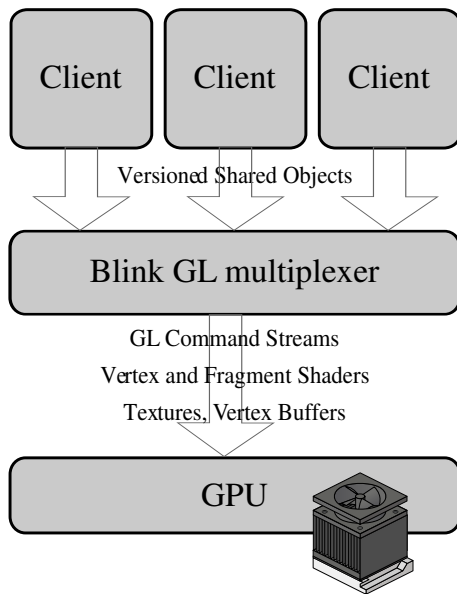 Client Client Client
Versioned Shared Objects
Blink GL multiplexer
GL Command Streams
Vertex and Fragment Shaders
Textures, Vertex Buffers
GPU